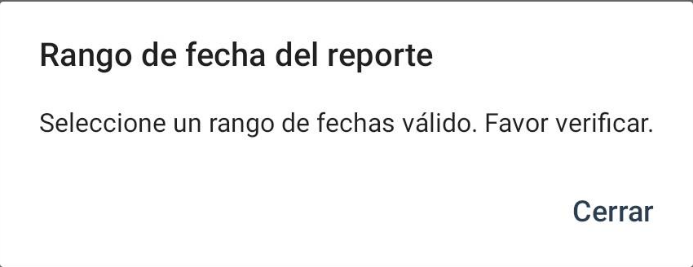 Rango de fecha del reporte
Seleccione un rango de fechas válido. Favor verificar.
Cerrar